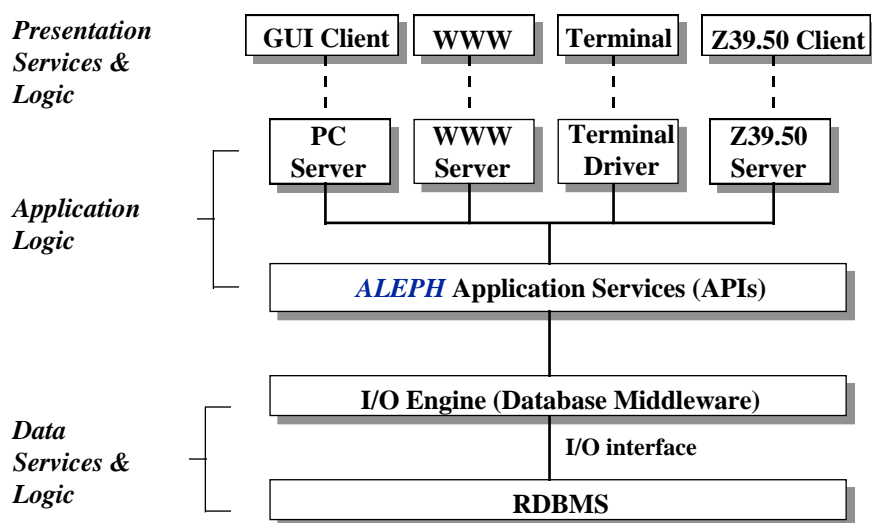 Presentation
Services &
Logic
GUI Client
WWW
Terminal
Z39.50 Client
PC
Server
WWW
Server
Terminal
Driver
Z39.50
Server
Application
Logic
ALEPH Application Services (APIs)
I/O Engine (Database Middleware)
Data
Services &
Logic
I/O interface
RDBMS